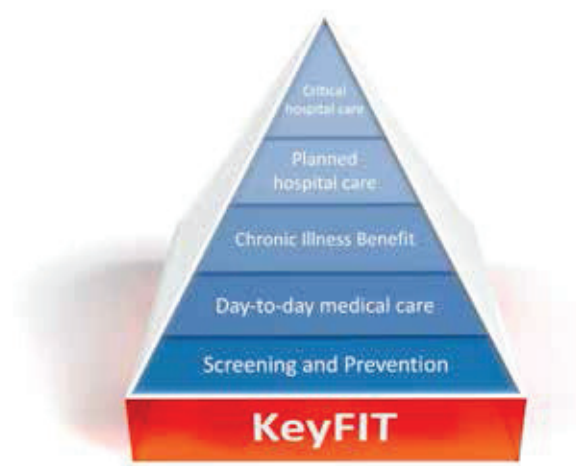 Critical
hospital care
Planned
hospital care
Chronic Illness Benefit
Day-to-day medical care
Screening and Prevention
KeyFIT